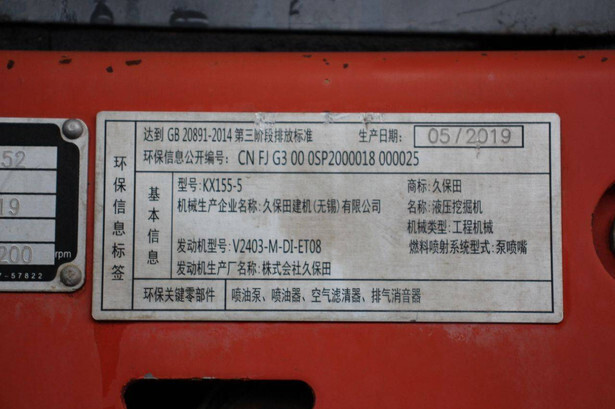 52
19
200 rpm
7-57822
环保信息标签
达到 GB 20891-2014 第三阶段排放标准 生产日期: 05/2019
环保信息公开编号: CN FJ G3 00 0SP2000018 000025
基本信息
型号: KX155-5 商标: 久保田
机械生产企业名称: 久保田建机(无锡)有限公司 名称: 液压挖掘机
机械类型: 工程机械
发动机型号: V2403-M-DI-ET08 燃料喷射系统型式: 泵喷嘴
发动机生产厂名称: 株式会社久保田
环保关键零部件 喷油泵、喷油器、空气滤清器、排气消音器